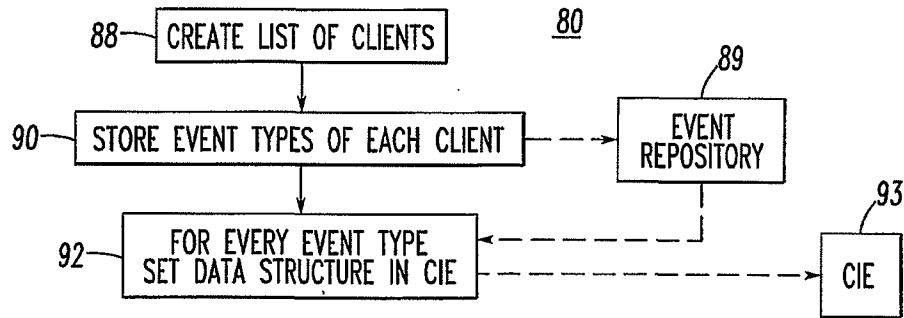 80
88
CREATE LIST OF CLIENTS
89
90
STORE EVENT TYPES OF EACH CLIENT
EVENT
REPOSITORY
93
92
FOR EVERY EVENT TYPE
SET DATA STRUCTURE IN CIE
CIE